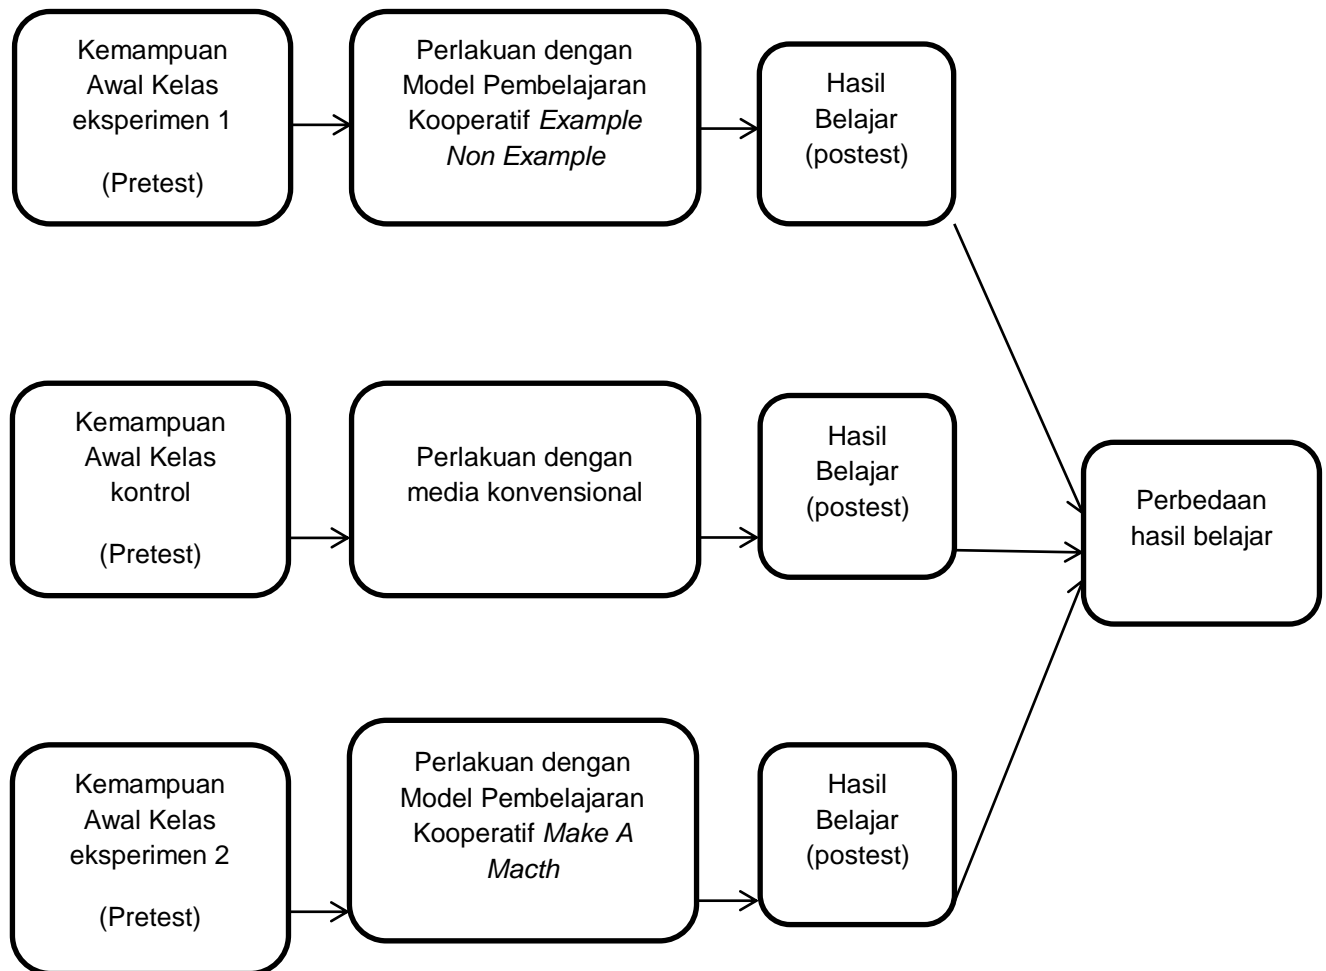 Kemampuan
Awal Kelas
eksperimen 1
(Pretest)
Perlakuan dengan
Model Pembelajaran
Kooperatif Example
Non Example
Hasil
Belajar
(postest)
Kemampuan
Awal Kelas
kontrol
(Pretest)
Perlakuan dengan
media konvensional
Hasil
Belajar
(postest)
Perbedaan
hasil belajar
Kemampuan
Awal Kelas
eksperimen 2
(Pretest)
Perlakuan dengan
Model Pembelajaran
Kooperatif Make A
Macth
Hasil
Belajar
(postest)